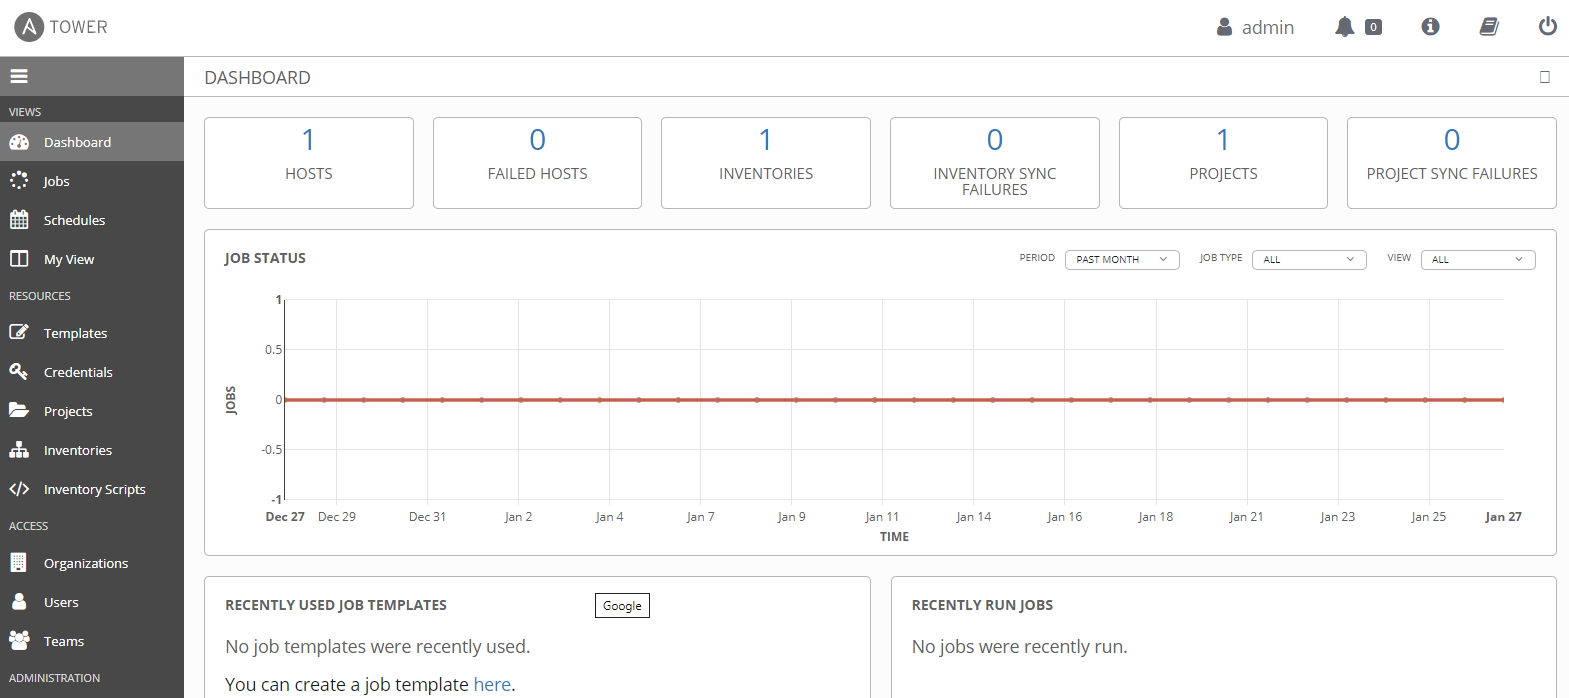 TOWER
admin
0
VIEWS
Dashboard
Jobs
Schedules
My View
RESOURCES
Templates
Credentials
Projects
Inventories
Inventory Scripts
ACCESS
Organizations
Users
Teams
ADMINISTRATION
DASHBOARD
1
HOSTS
0
FAILED HOSTS
1
INVENTORIES
0
INVENTORY SYNC
FAILURES
1
PROJECTS
0
PROJECT SYNC FAILURES
JOB STATUS
PERIOD PAST MONTH JOB TYPE ALL VIEW ALL
1
0.5
0
-0.5
-1
JOBS
Dec 27 Dec 29 Dec 31 Jan 2 Jan 4 Jan 7 Jan 9 Jan 11 Jan 14 Jan 16 Jan 18 Jan 21 Jan 23 Jan 25 Jan 27
TIME
RECENTLY USED JOB TEMPLATES
Google
No job templates were recently used.
You can create a job template here.
RECENTLY RUN JOBS
No jobs were recently run.